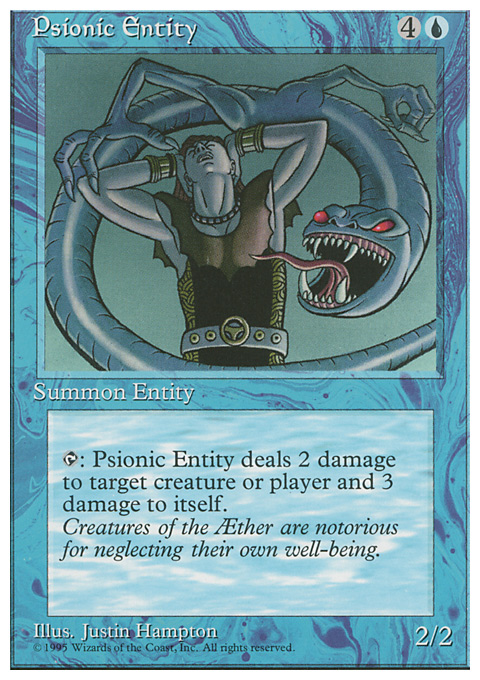 Psionic Entity 4
Summon Entity
: Psionic Entity deals 2 damage
to target creature or player and 3
damage to itself.
Creatures of the Æther are notorious
for neglecting their own well-being.
Illus. Justin Hampton
© 1995 Wizards of the Coast, Inc. All rights reserved. 2/2